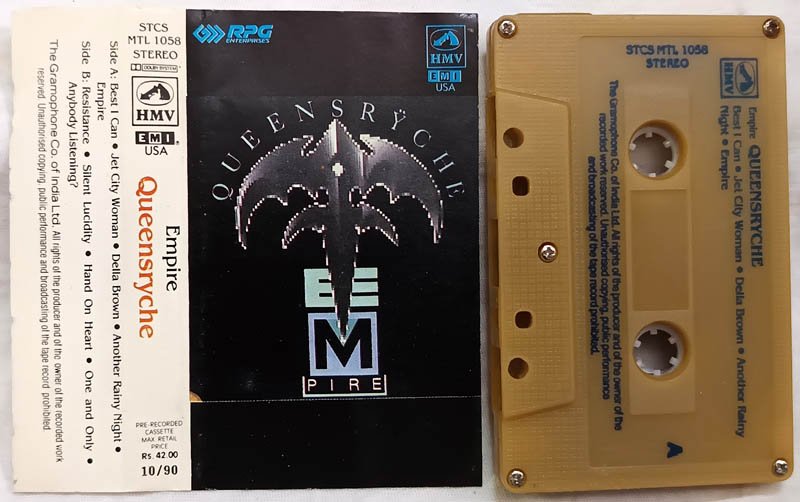 STCS
MTL 1058
STEREO
DOLBY SYSTEM
HMV
EMI
USA
Empire
Queensryche
Side A: Best I Can • Jet City Woman • Della Brown • Another Rainy Night •
Empire
Side B: Resistance • Silent Lucidity • Hand On Heart • One and Only •
Anybody Listening?
The Gramophone Co. of India Ltd. All rights of the producer and of the owner of the recorded work
reserved. Unauthorised copying, public performance and broadcasting of the tape record prohibited.
PRE-RECORDED
CASSETTE
MAX RETAIL
PRICE
Rs. 42.00
10/90
RPG
ENTERPRISES
HMV
EMI
USA
QUEENSRŸCHE
E
M
PIRE
STCS MTL 1058
STEREO
HMV
Empire QUEENSRYCHE
Best I Can • Jet City Woman • Della Brown • Another Rainy
Night • Empire
The Gramophone Co. of India Ltd. All rights of the producer and of the owner of the
recorded work reserved. Unauthorised copying, public performance
and broadcasting of the tape record prohibited.
A